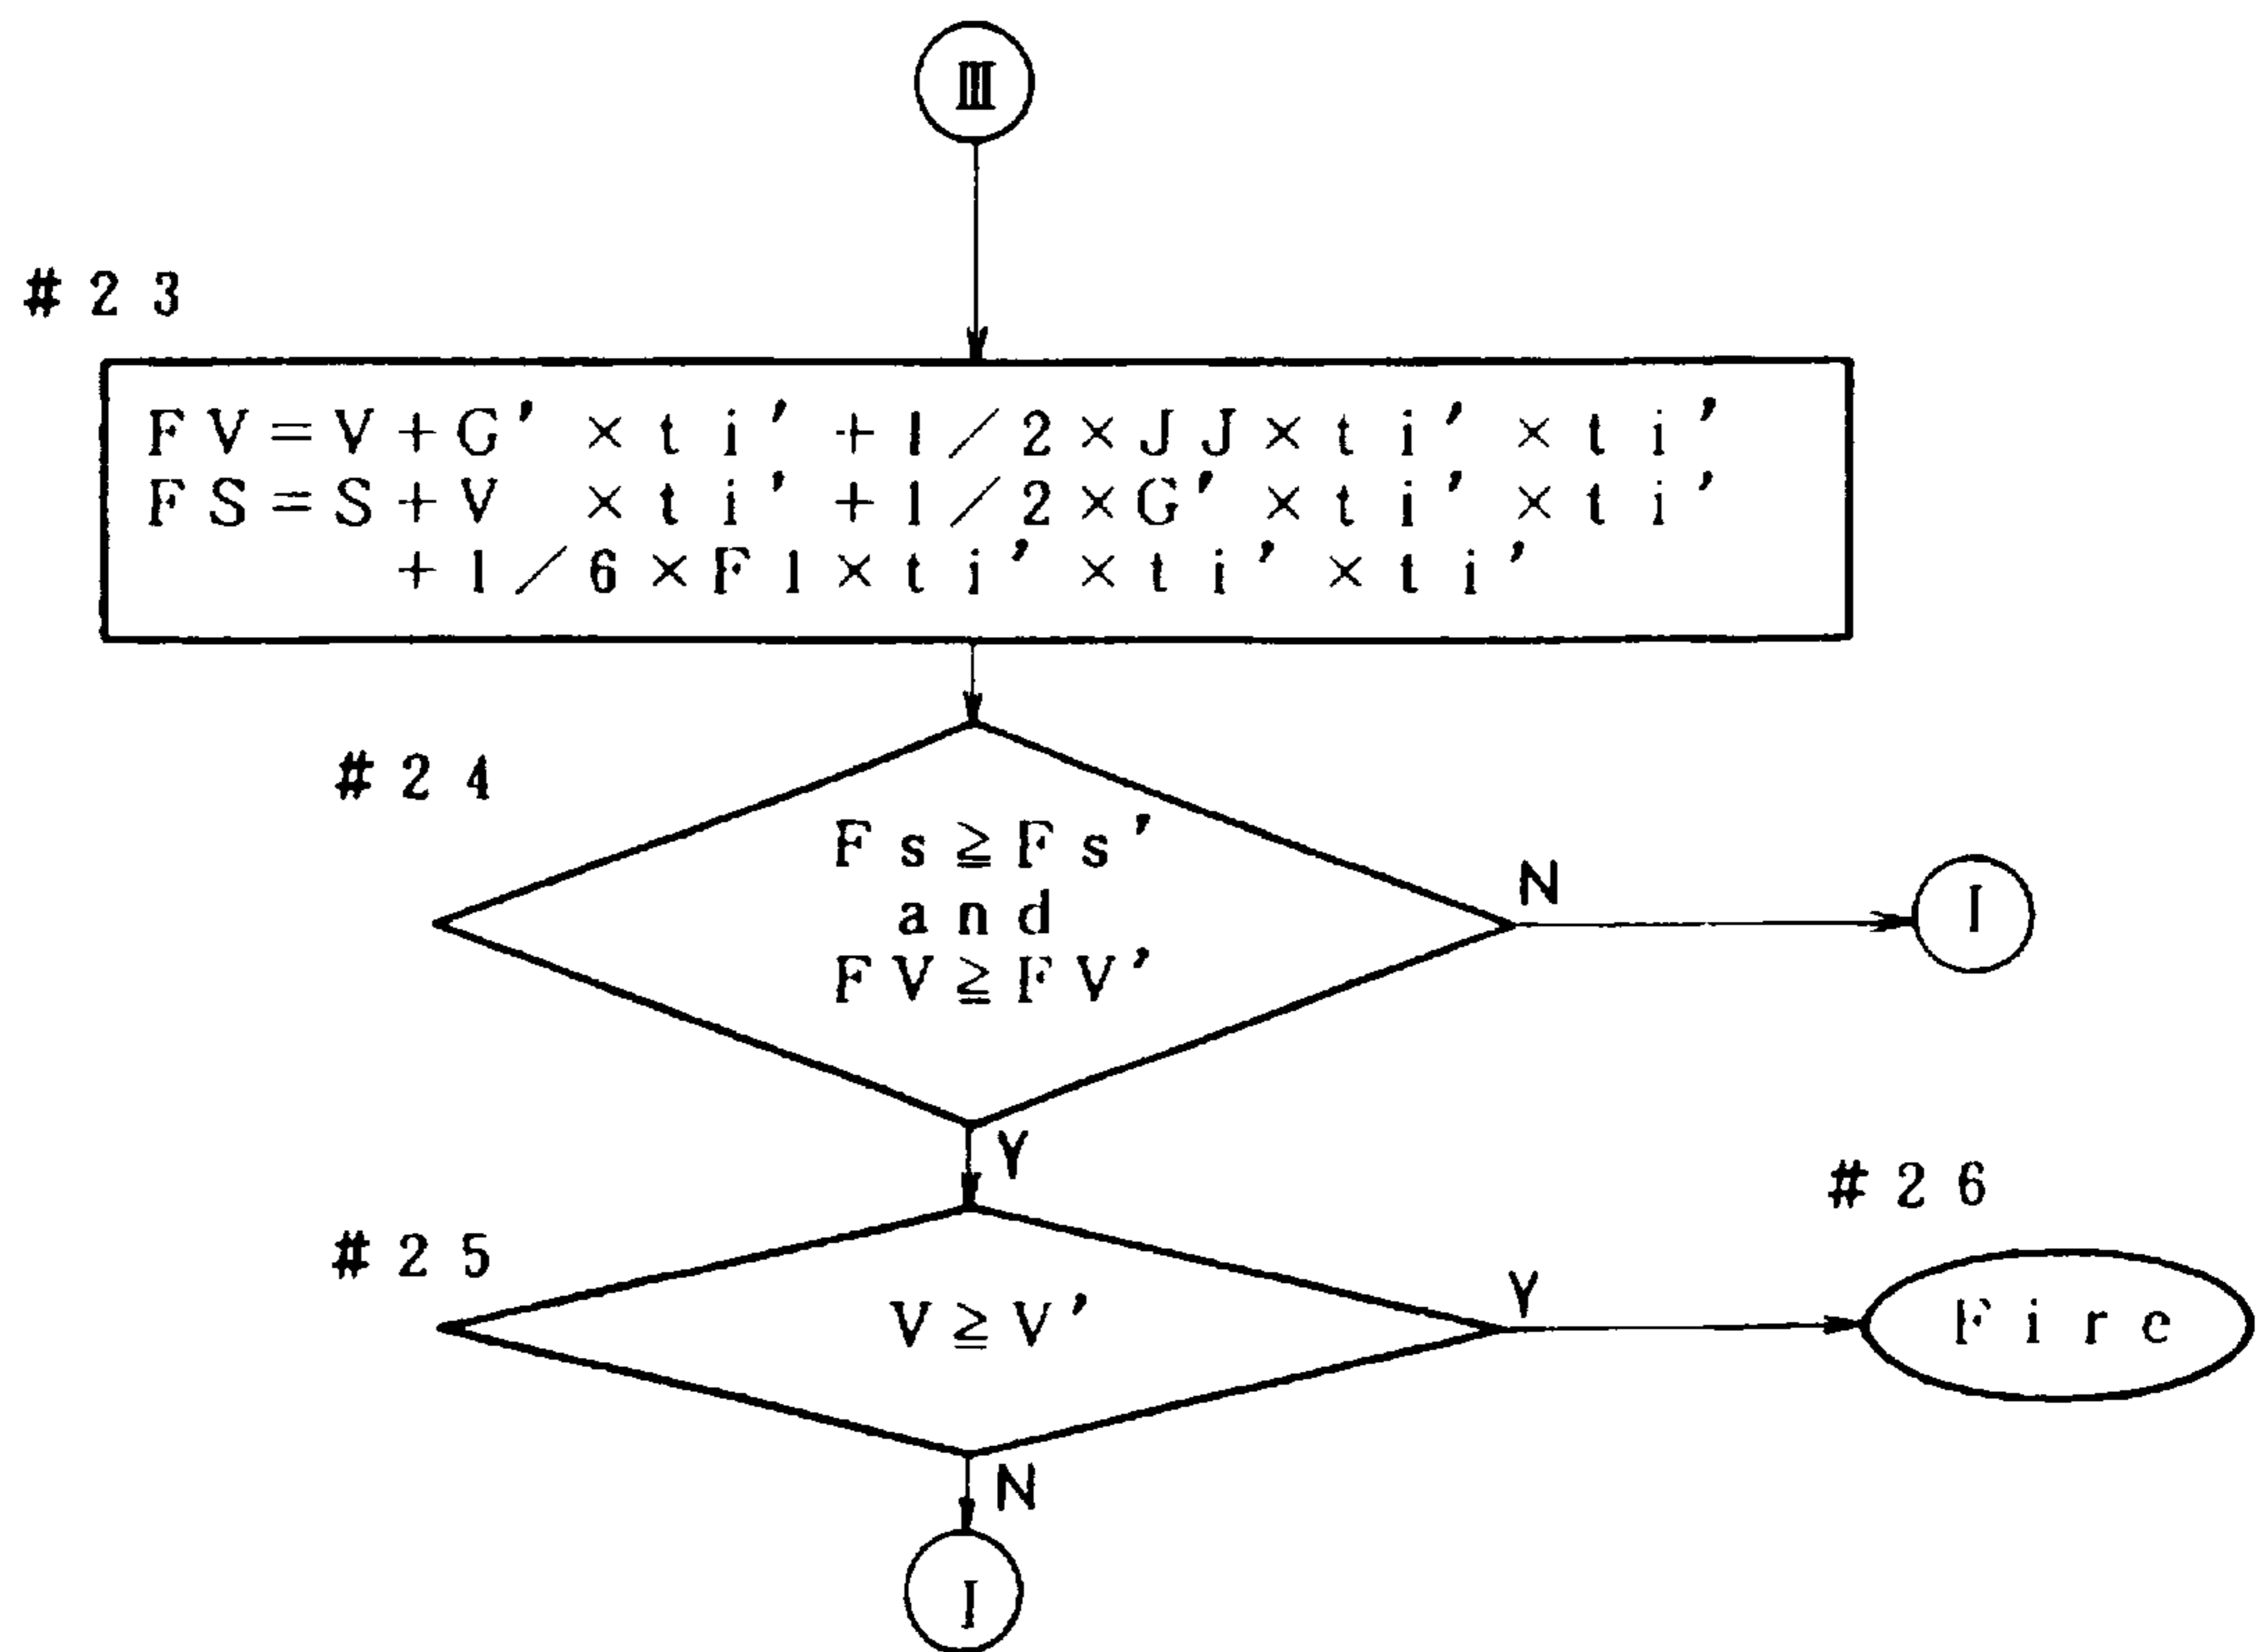 Ⅲ
#23
FV=V+G'×ti'+1/2×JJ×ti'×ti'
FS=S+V ×ti'+1/2×G'×ti'×ti'
+1/6×F1×ti'×ti'×ti'
#24
Fs≧Fs'
and
FV≧FV'
N
I
Y
#25
V≧V'
Y
#26
Fire
N
I